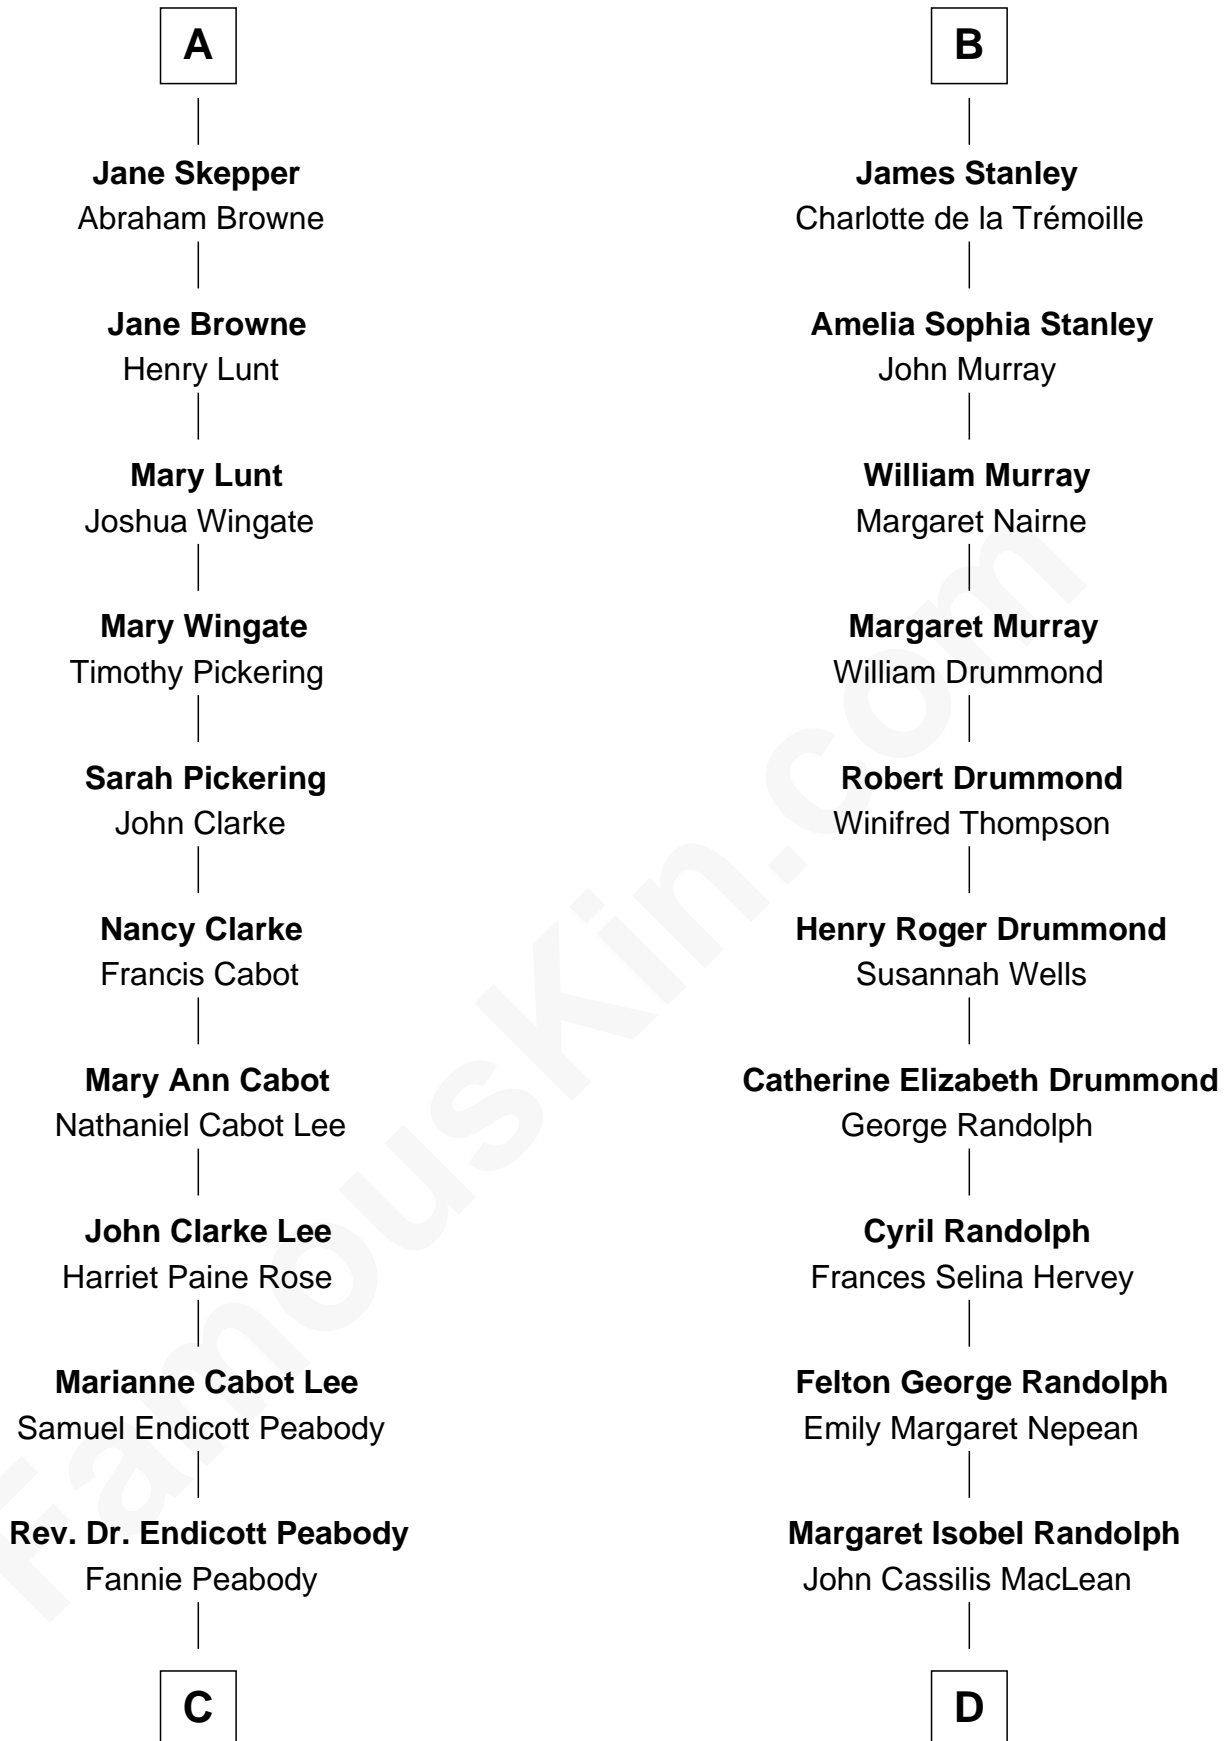 A
Jane Skepper
Abraham Browne
Jane Browne
Henry Lunt
Mary Lunt
Joshua Wingate
Mary Wingate
Timothy Pickering
Sarah Pickering
John Clarke
Nancy Clarke
Francis Cabot
Mary Ann Cabot
Nathaniel Cabot Lee
John Clarke Lee
Harriet Paine Rose
Marianne Cabot Lee
Samuel Endicott Peabody
Rev. Dr. Endicott Peabody
Fannie Peabody
C
B
James Stanley
Charlotte de la Trémoille
Amelia Sophia Stanley
John Murray
William Murray
Margaret Nairne
Margaret Murray
William Drummond
Robert Drummond
Winifred Thompson
Henry Roger Drummond
Susannah Wells
Catherine Elizabeth Drummond
George Randolph
Cyril Randolph
Frances Selina Hervey
Felton George Randolph
Emily Margaret Nepean
Margaret Isobel Randolph
John Cassilis MacLean
D
FamousKin.com